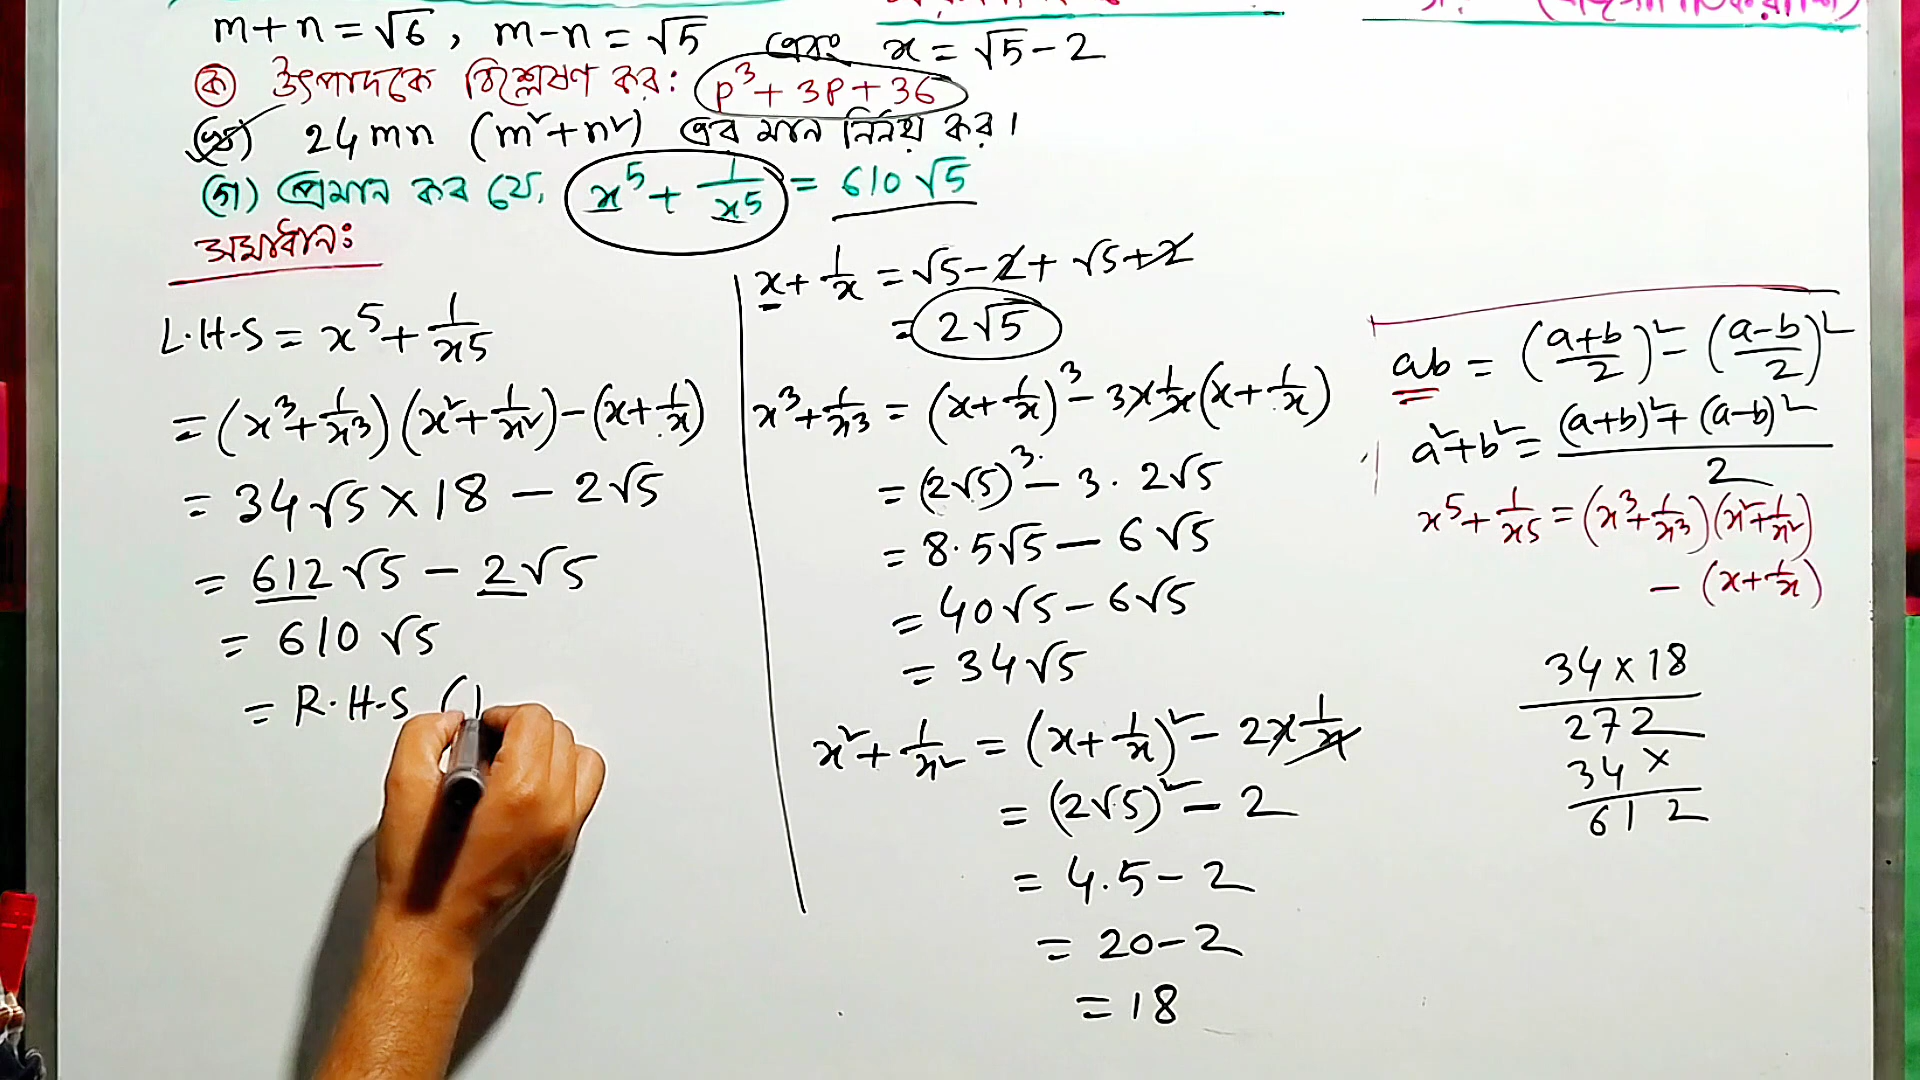 m+n=√6, m-n=√5 এবং x=√5-2
(ক) উৎপাদকে বিশ্লেষণ কর: p³+3p+36
(খ) 24mn (m²+n²) এর মান নির্নয় কর।
(গ) প্রমান কর যে, x⁵+1/x⁵ = 610√5
সমাধানঃ
L.H.S = x⁵+1/x⁵
= (x³+1/x³)(x²+1/x²)-(x+1/x)
= 34√5 × 18 - 2√5
= 612√5 - 2√5
= 610√5
= R.H.S (
x+1/x = √5-2+√5+2
= 2√5
x³+1/x³ = (x+1/x)³-3x·1/x(x+1/x)
= (2√5)³-3.2√5
= 8.5√5-6√5
= 40√5-6√5
= 34√5
x²+1/x² = (x+1/x)²-2x·1/x
= (2√5)²-2
= 4.5-2
= 20-2
= 18
ab = ((a+b)/2)²-((a-b)/2)²
a²+b² = ((a+b)²+(a-b)²)/2
x⁵+1/x⁵ = (x³+1/x³)(x²+1/x²)
- (x+1/x)
34×18
272
34×
612